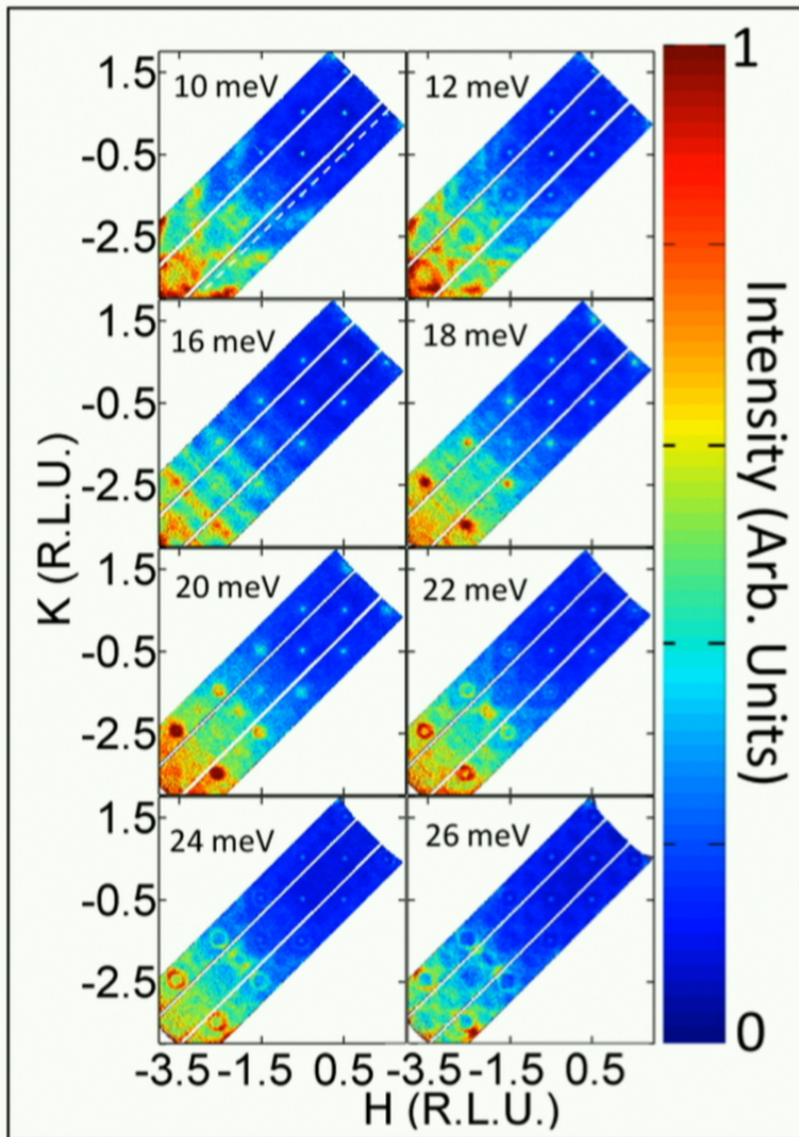 10 meV
12 meV
1.5
-0.5
-2.5
16 meV
18 meV
1.5
-0.5
-2.5
20 meV
22 meV
1.5
-0.5
-2.5
24 meV
26 meV
1.5
-0.5
-2.5
-3.5 -1.5 0.5 -3.5 -1.5 0.5
H (R.L.U.)
K (R.L.U.)
1
0
Intensity (Arb. Units)